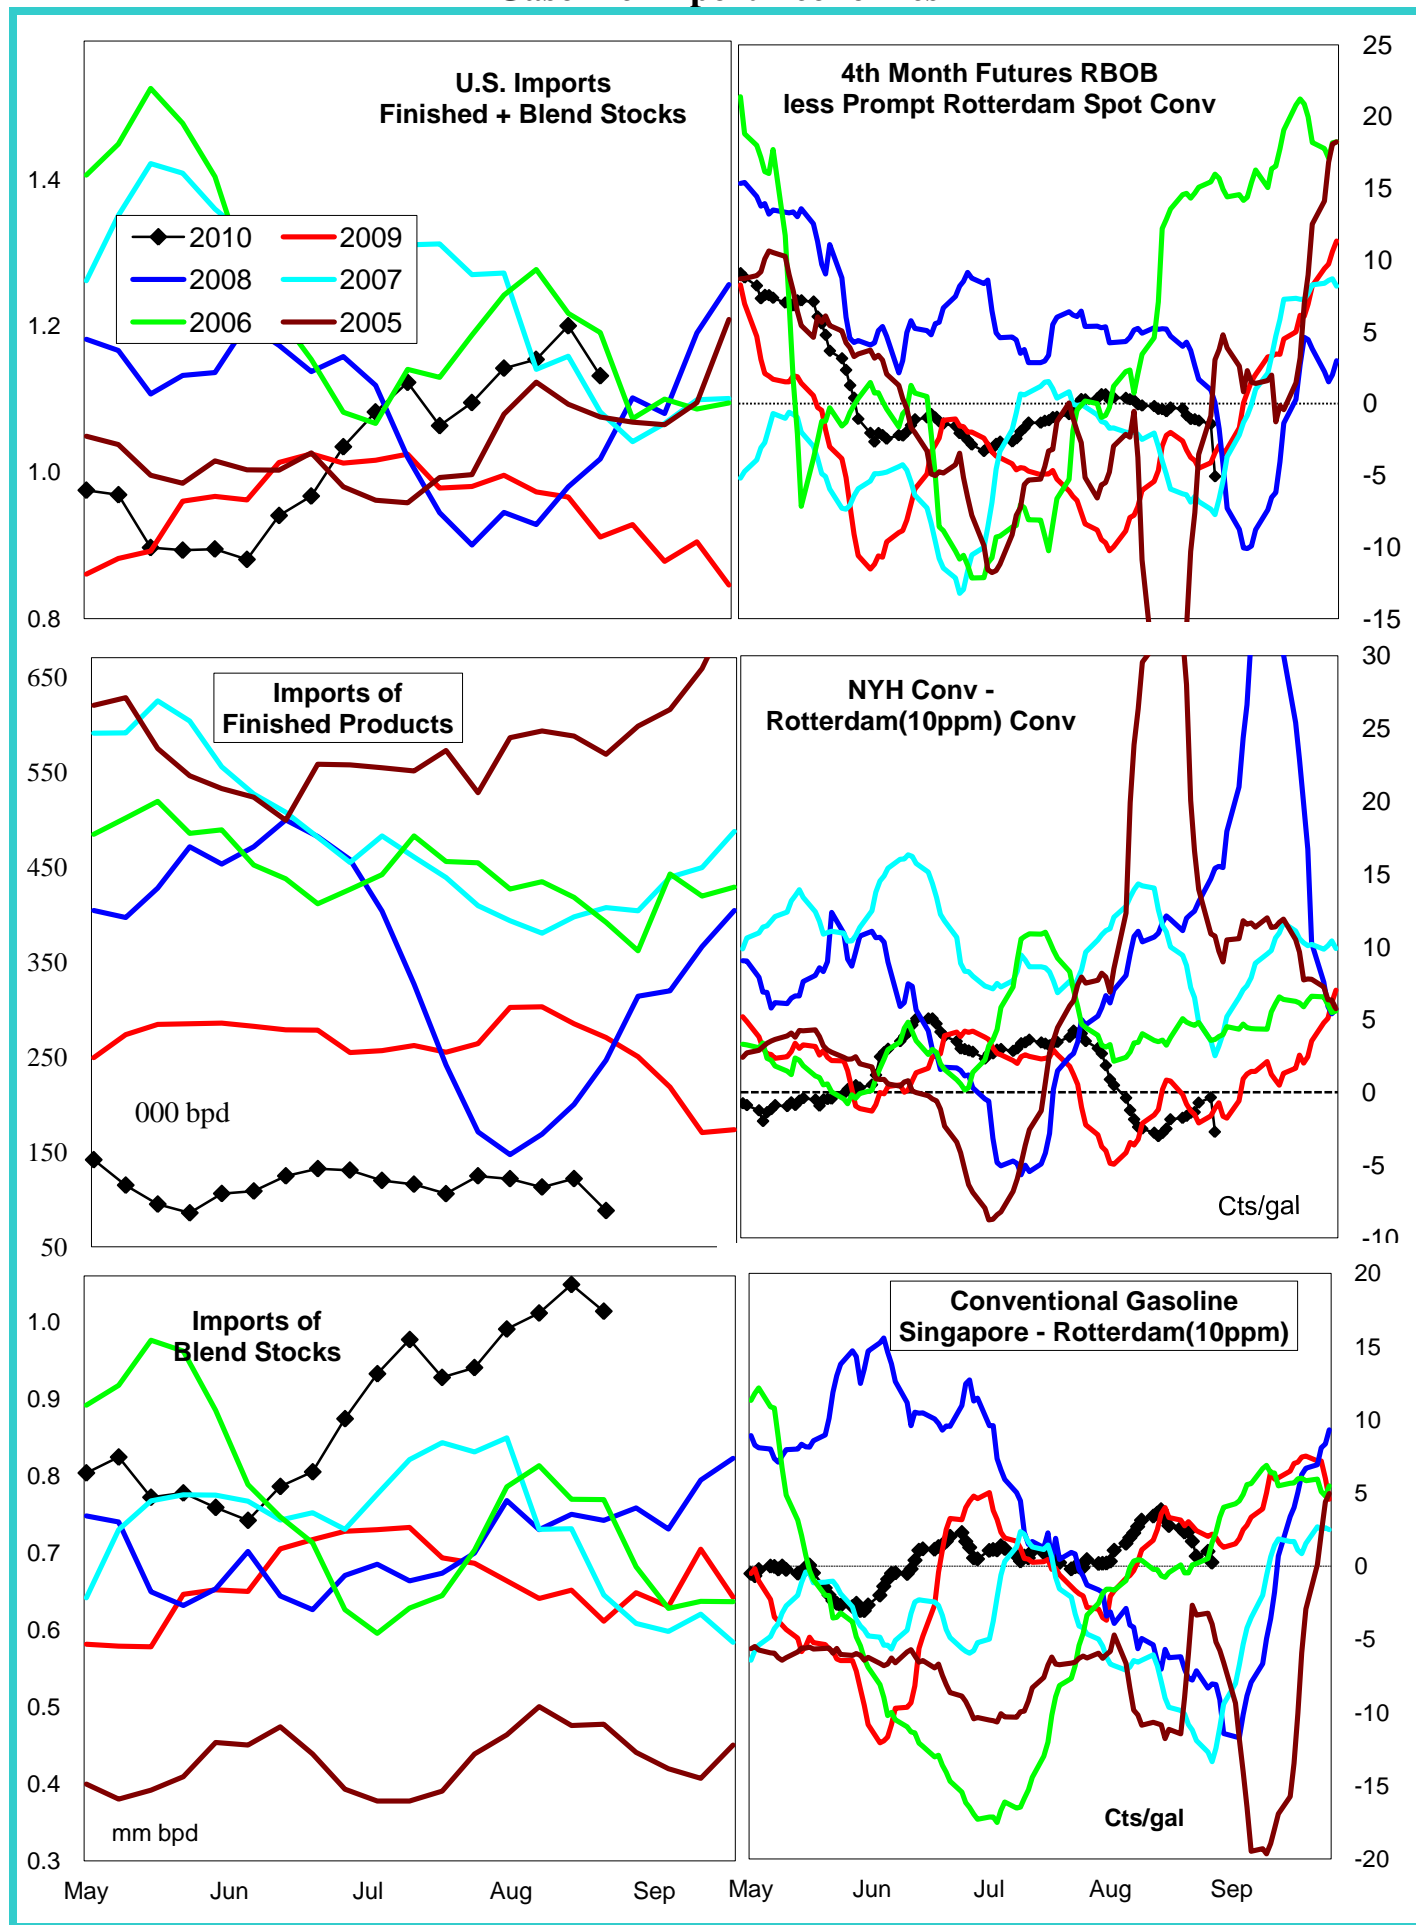 U.S. Imports
Finished + Blend Stocks
1.4
1.2
1.0
0.8
2010
2009
2008
2007
2006
2005
4th Month Futures RBOB
less Prompt Rotterdam Spot Conv
25
20
15
10
5
0
-5
-10
-15
Imports of
Finished Products
650
550
450
350
250
150
50
000 bpd
NYH Conv -
Rotterdam(10ppm) Conv
30
25
20
15
10
5
0
-5
-10
Cts/gal
Imports of
Blend Stocks
1.0
0.9
0.8
0.7
0.6
0.5
0.4
0.3
mm bpd
May
Jun
Jul
Aug
Sep
Conventional Gasoline
Singapore - Rotterdam(10ppm)
20
15
10
5
0
-5
-10
-15
-20
Cts/gal
May
Jun
Jul
Aug
Sep